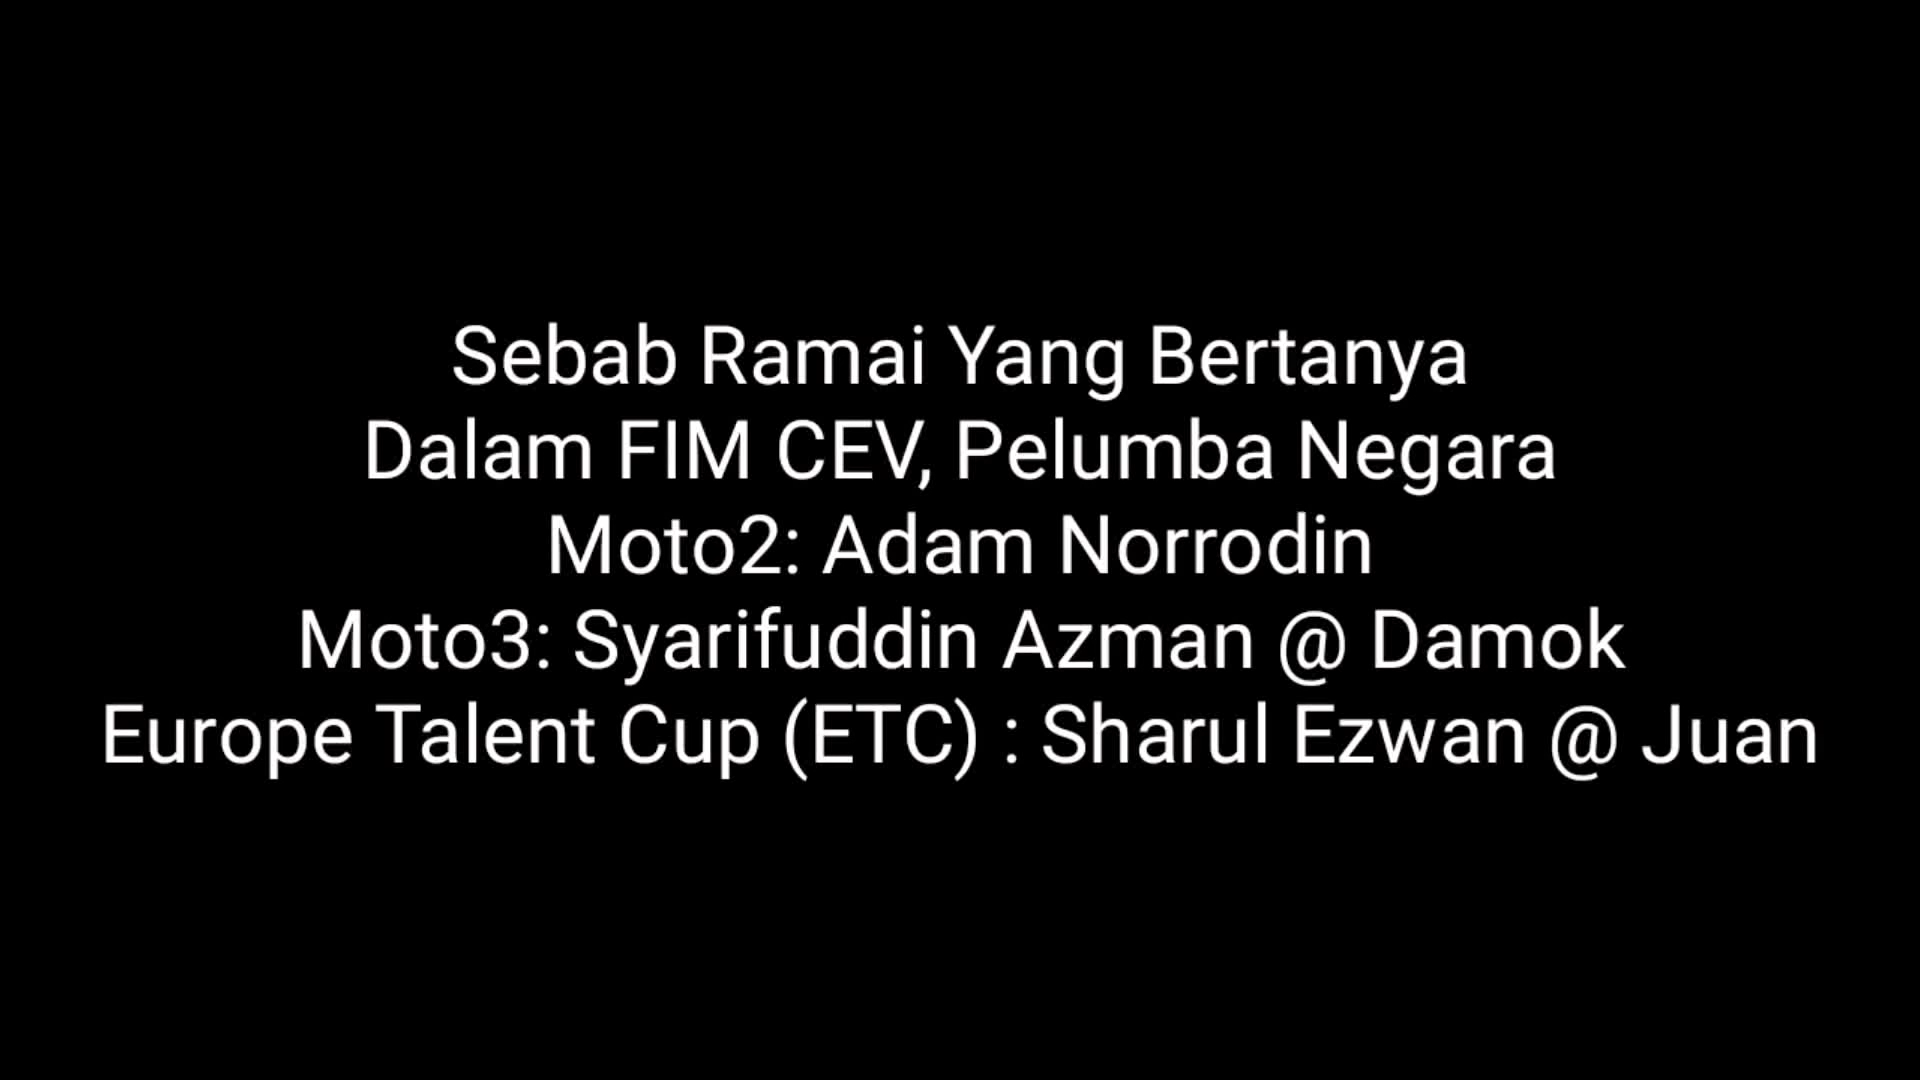 Sebab Ramai Yang Bertanya
Dalam FIM CEV, Pelumba Negara
Moto2: Adam Norrodin
Moto3: Syarifuddin Azman @ Damok
Europe Talent Cup (ETC) : Sharul Ezwan @ Juan